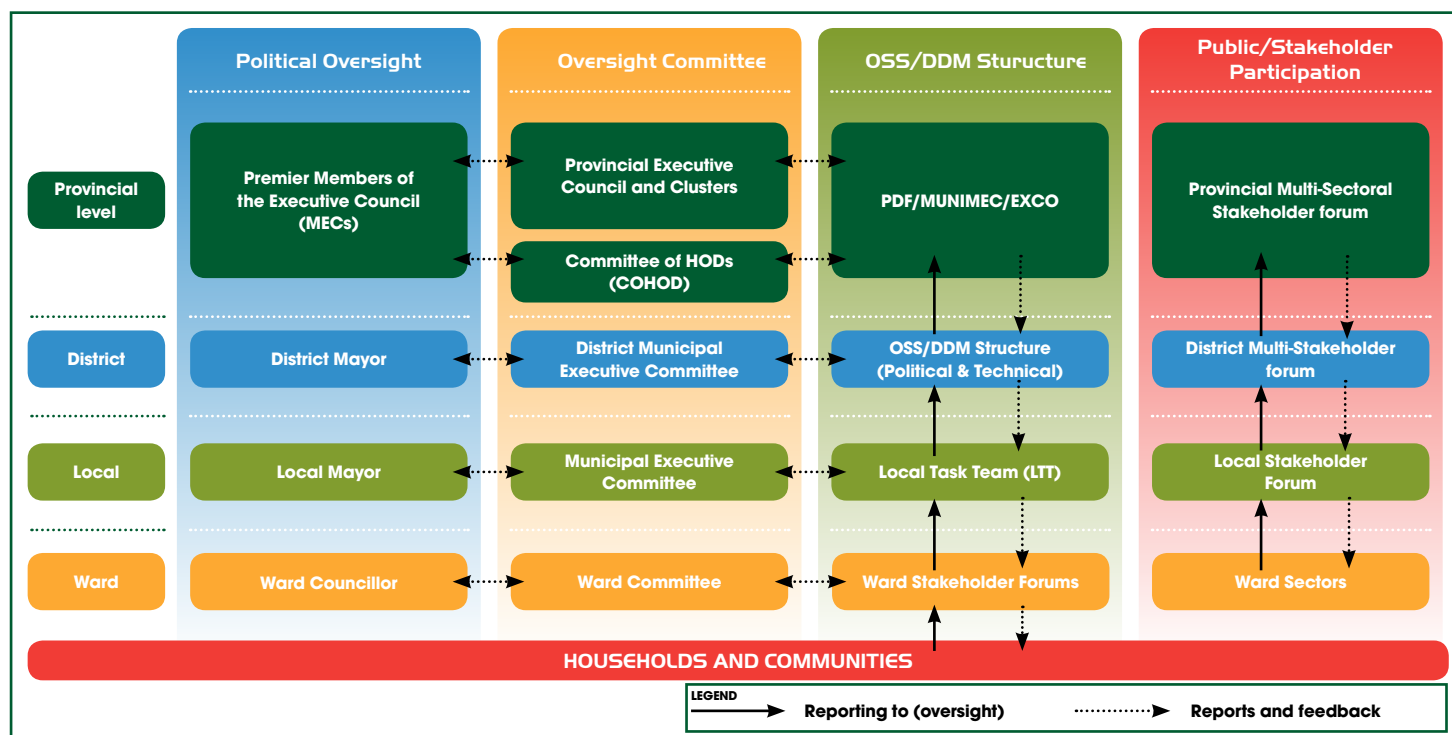 Political Oversight
Oversight Committee
OSS/DDM Sturucture
Public/Stakeholder
Participation
Provincial
level
Premier Members of
the Executive Council
(MECs)
Provincial Executive
Council and Clusters
Committee of HODs
(COHOD)
PDF/MUNIMEC/EXCO
Provincial Multi-Sectoral
Stakeholder forum
District
District Mayor
District Municipal
Executive Committee
OSS/DDM Structure
(Political & Technical)
District Multi-Stakeholder
forum
Local
Local Mayor
Municipal Executive
Committee
Local Task Team (LTT)
Local Stakeholder
Forum
Ward
Ward Councillor
Ward Committee
Ward Stakeholder Forums
Ward Sectors
HOUSEHOLDS AND COMMUNITIES
LEGEND
Reporting to (oversight)
Reports and feedback